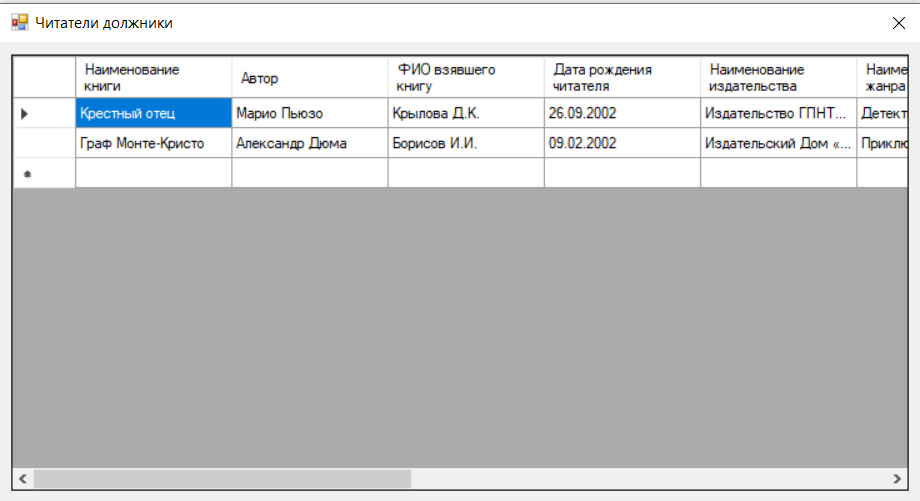 Читатели должники
Наименование книги Автор ФИО взявшего книгу Дата рождения читателя Наименование издательства Наиме жанра
Крестный отец Марио Пьюзо Крылова Д.К. 26.09.2002 Издательство ГПНТ... Детект
Граф Монте-Кристо Александр Дюма Борисов И.И. 09.02.2002 Издательский Дом «... Приклю